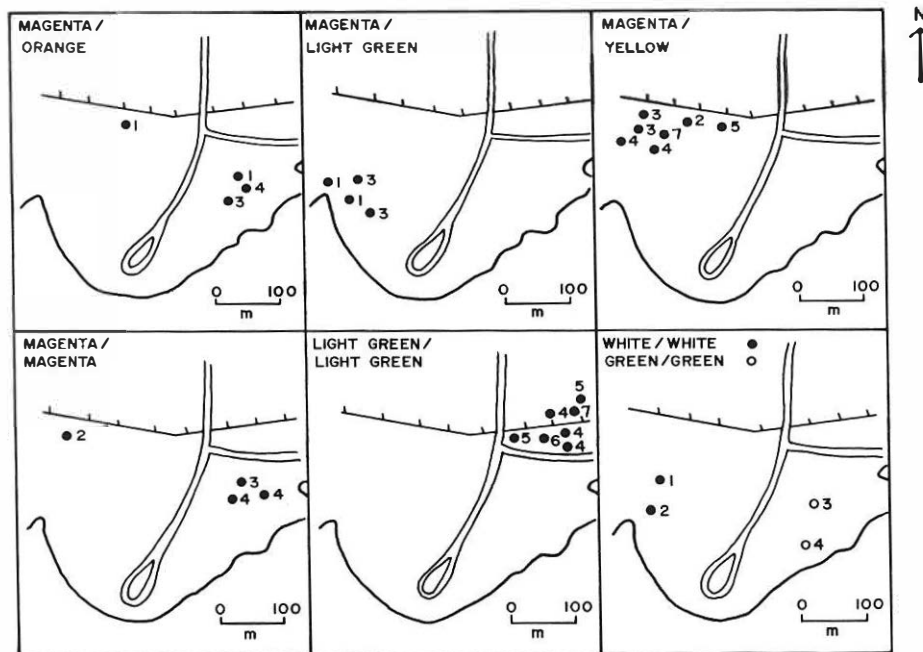 MAGENTA/
ORANGE
1
1
4
3
0 100
m
MAGENTA/
LIGHT GREEN
1
3
1
3
0 100
m
MAGENTA/
YELLOW
3
2
5
3
7
4
4
0 100
m
N
MAGENTA/
MAGENTA
2
3
4
4
0 100
m
LIGHT GREEN/
LIGHT GREEN
5
4
7
4
5
6
4
0 100
m
WHITE/WHITE
GREEN/GREEN
1
2
3
4
0 100
m